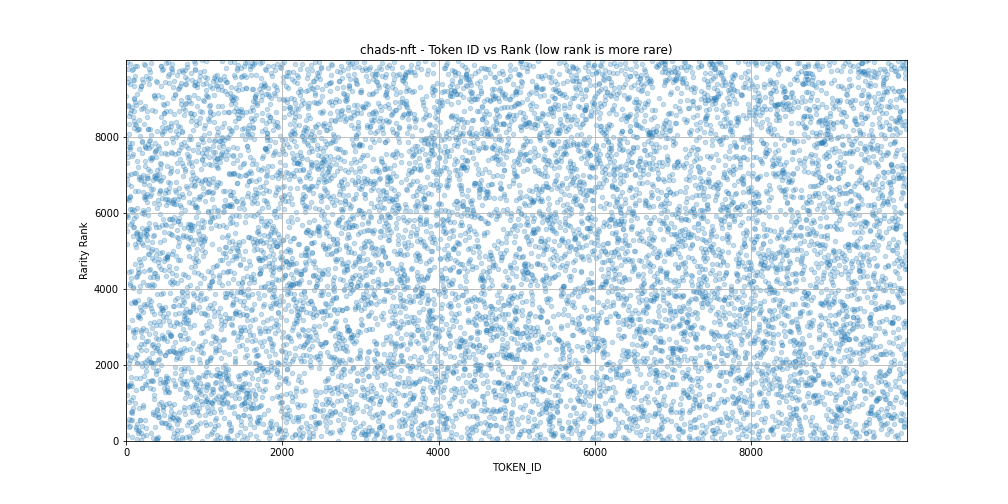 chads-nft - Token ID vs Rank (low rank is more rare)
8000
6000
4000
2000
0
Rarity Rank
0 2000 4000 6000 8000
TOKEN_ID